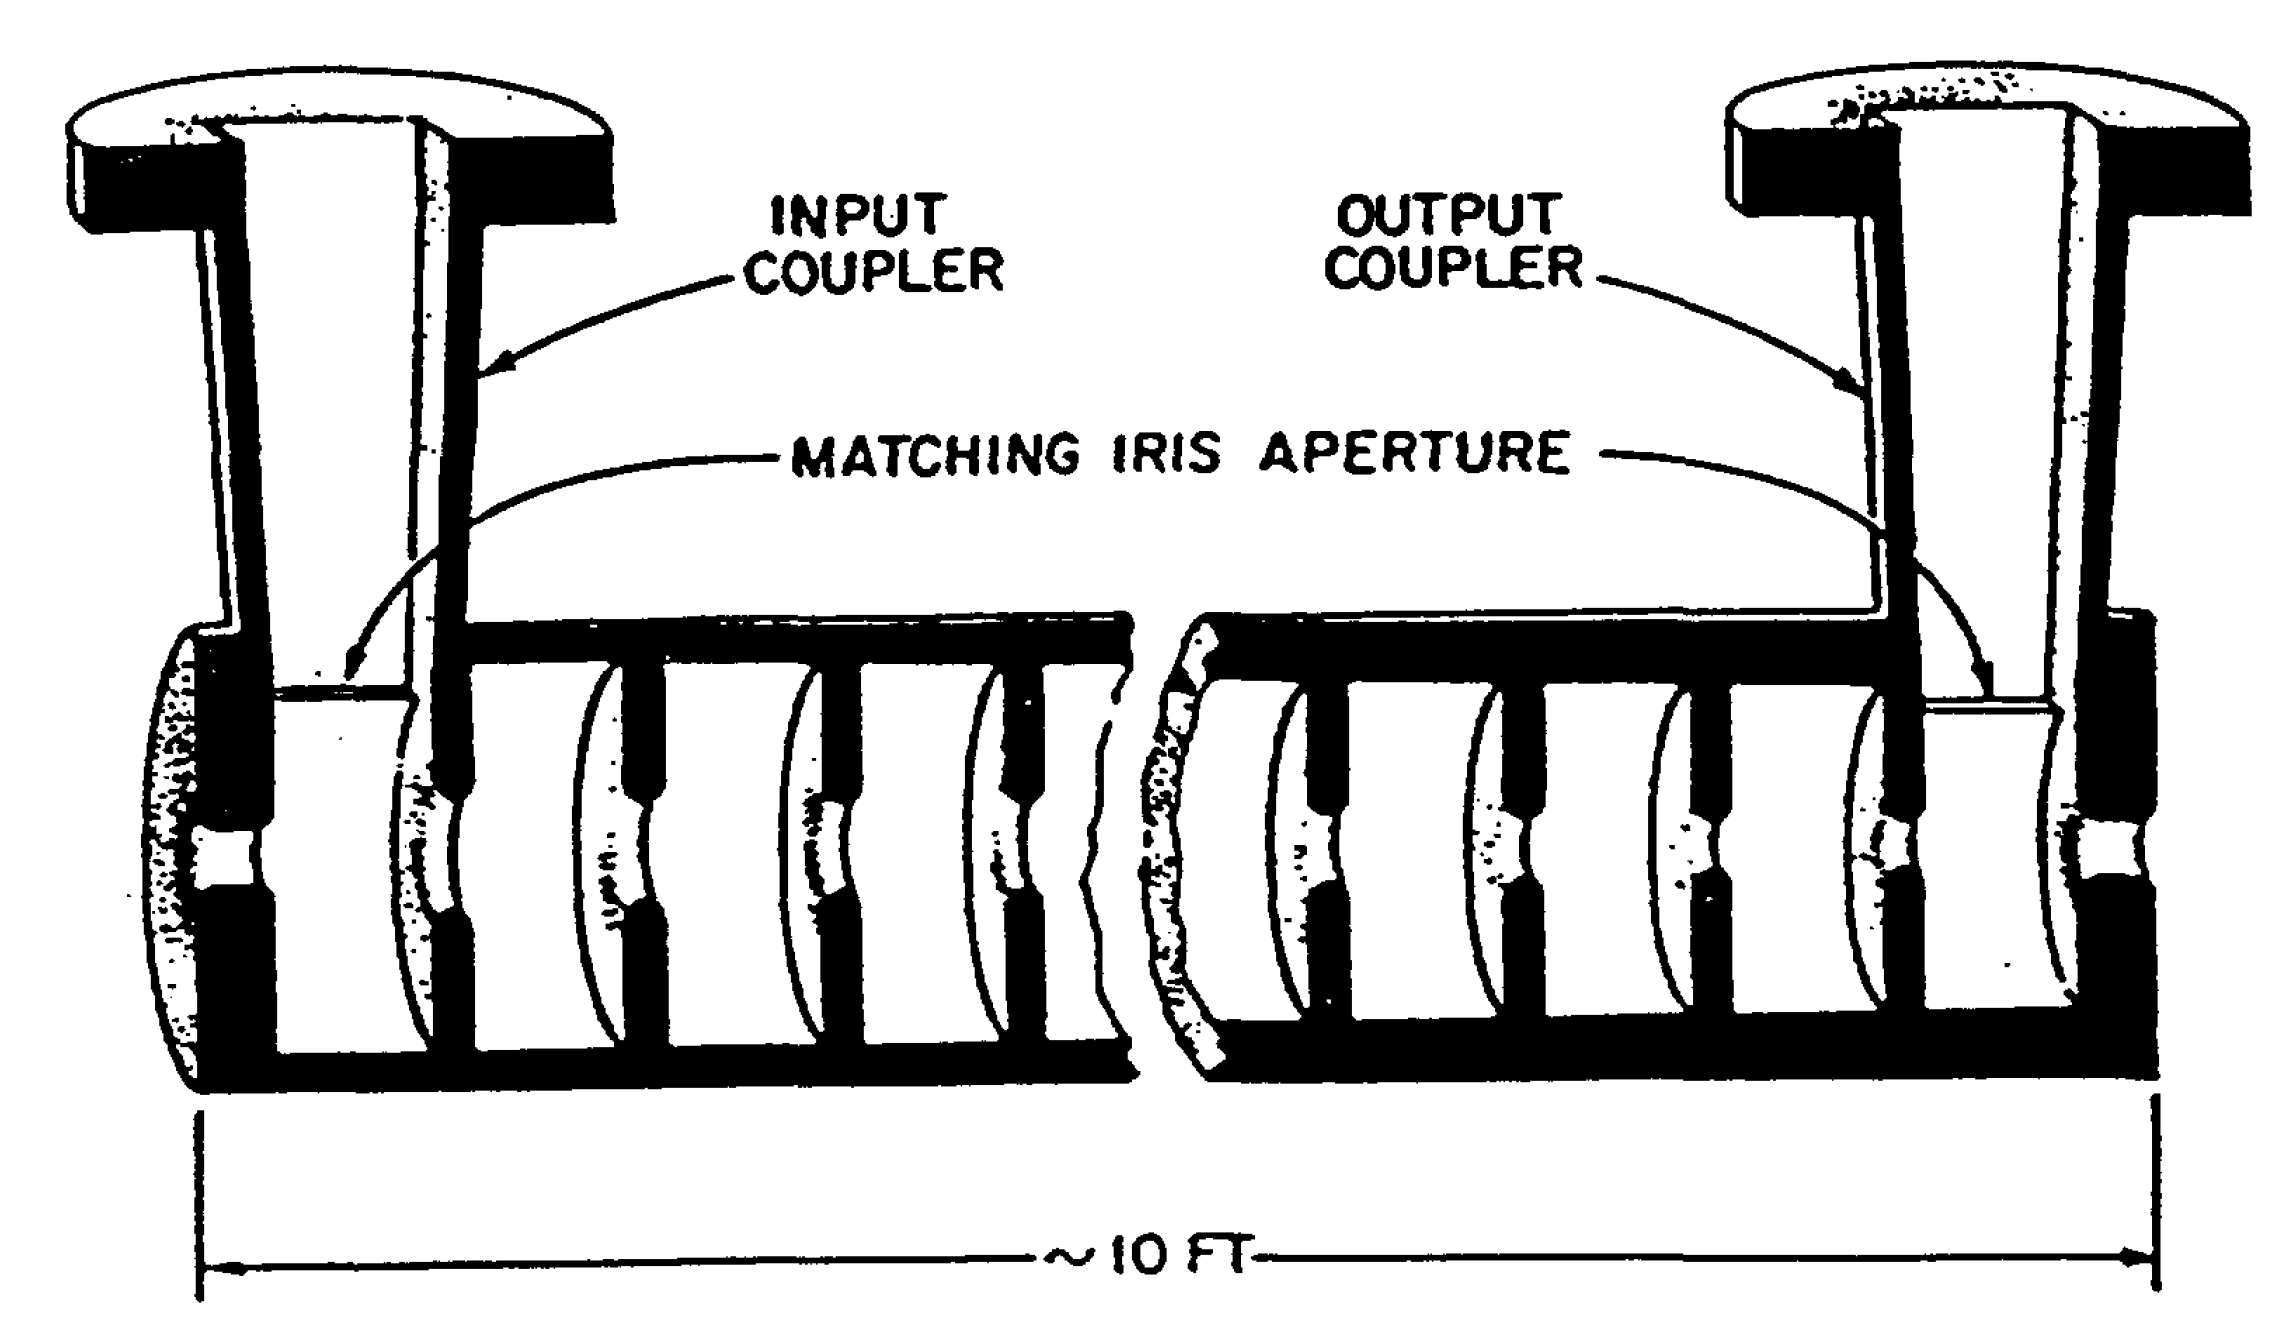 INPUT
COUPLER
OUTPUT
COUPLER
MATCHING IRIS APERTURE
~10 FT